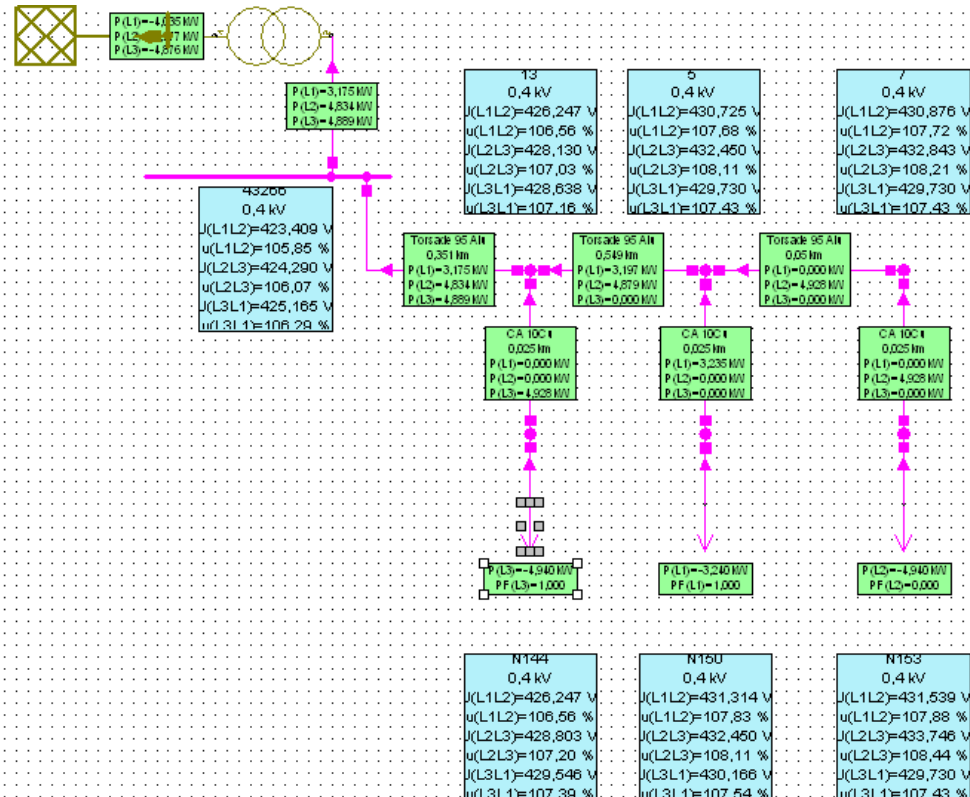 P(L1)=-4,035 kW
P(L3)=-4,876 kW
P(L1)=3,175 kW
P(L2)=4,834 kW
P(L3)=4,889 kW
13
0,4 kV
J(L1L2)=426,247 V
u(L1L2)=106,56 %
J(L2L3)=428,130 V
u(L2L3)=107,03 %
J(L3L1)=428,638 V
u(L3L1)=107,16 %
0,4 kV
J(L1L2)=430,725 V
u(L1L2)=107,68 %
J(L2L3)=432,450 V
u(L2L3)=108,11 %
J(L3L1)=429,730 V
u(L3L1)=107,43 %
7
0,4 kV
J(L1L2)=430,876 V
u(L1L2)=107,72 %
J(L2L3)=432,843 V
u(L2L3)=108,21 %
J(L3L1)=429,730 V
u(L3L1)=107,43 %
43266
0,4 kV
J(L1L2)=423,409 V
u(L1L2)=105,85 %
J(L2L3)=424,290 V
u(L2L3)=106,07 %
J(L3L1)=425,165 V
u(L3L1)=106,29 %
Torsade 95 Alu
0,351 km
P(L1)=3,175 kW
P(L2)=4,834 kW
P(L3)=4,889 kW
Torsade 95 Alu
0,549 km
P(L1)=3,197 kW
P(L2)=4,879 kW
P(L3)=0,000 kW
Torsade 95 Alu
0,05 km
P(L1)=0,000 kW
P(L2)=4,928 kW
P(L3)=0,000 kW
CA 10Cu
0,025 km
P(L1)=0,000 kW
P(L2)=0,000 kW
P(L3)=4,928 kW
CA 10Cu
0,025 km
P(L1)=3,235 kW
P(L2)=0,000 kW
P(L3)=0,000 kW
CA 10Cu
0,025 km
P(L1)=0,000 kW
P(L2)=4,928 kW
P(L3)=0,000 kW
P(L3)=-4,940 kW
PF(L3)=1,000
P(L1)=-3,240 kW
PF(L1)=1,000
P(L2)=-4,940 kW
PF(L2)=0,000
N144
0,4 kV
J(L1L2)=426,247 V
u(L1L2)=106,56 %
J(L2L3)=428,803 V
u(L2L3)=107,20 %
J(L3L1)=429,546 V
u(L3L1)=107,39 %
N150
0,4 kV
J(L1L2)=431,314 V
u(L1L2)=107,83 %
J(L2L3)=432,450 V
u(L2L3)=108,11 %
J(L3L1)=430,166 V
u(L3L1)=107,54 %
N153
0,4 kV
J(L1L2)=431,539 V
u(L1L2)=107,88 %
J(L2L3)=433,746 V
u(L2L3)=108,44 %
J(L3L1)=429,730 V
u(L3L1)=107,43 %